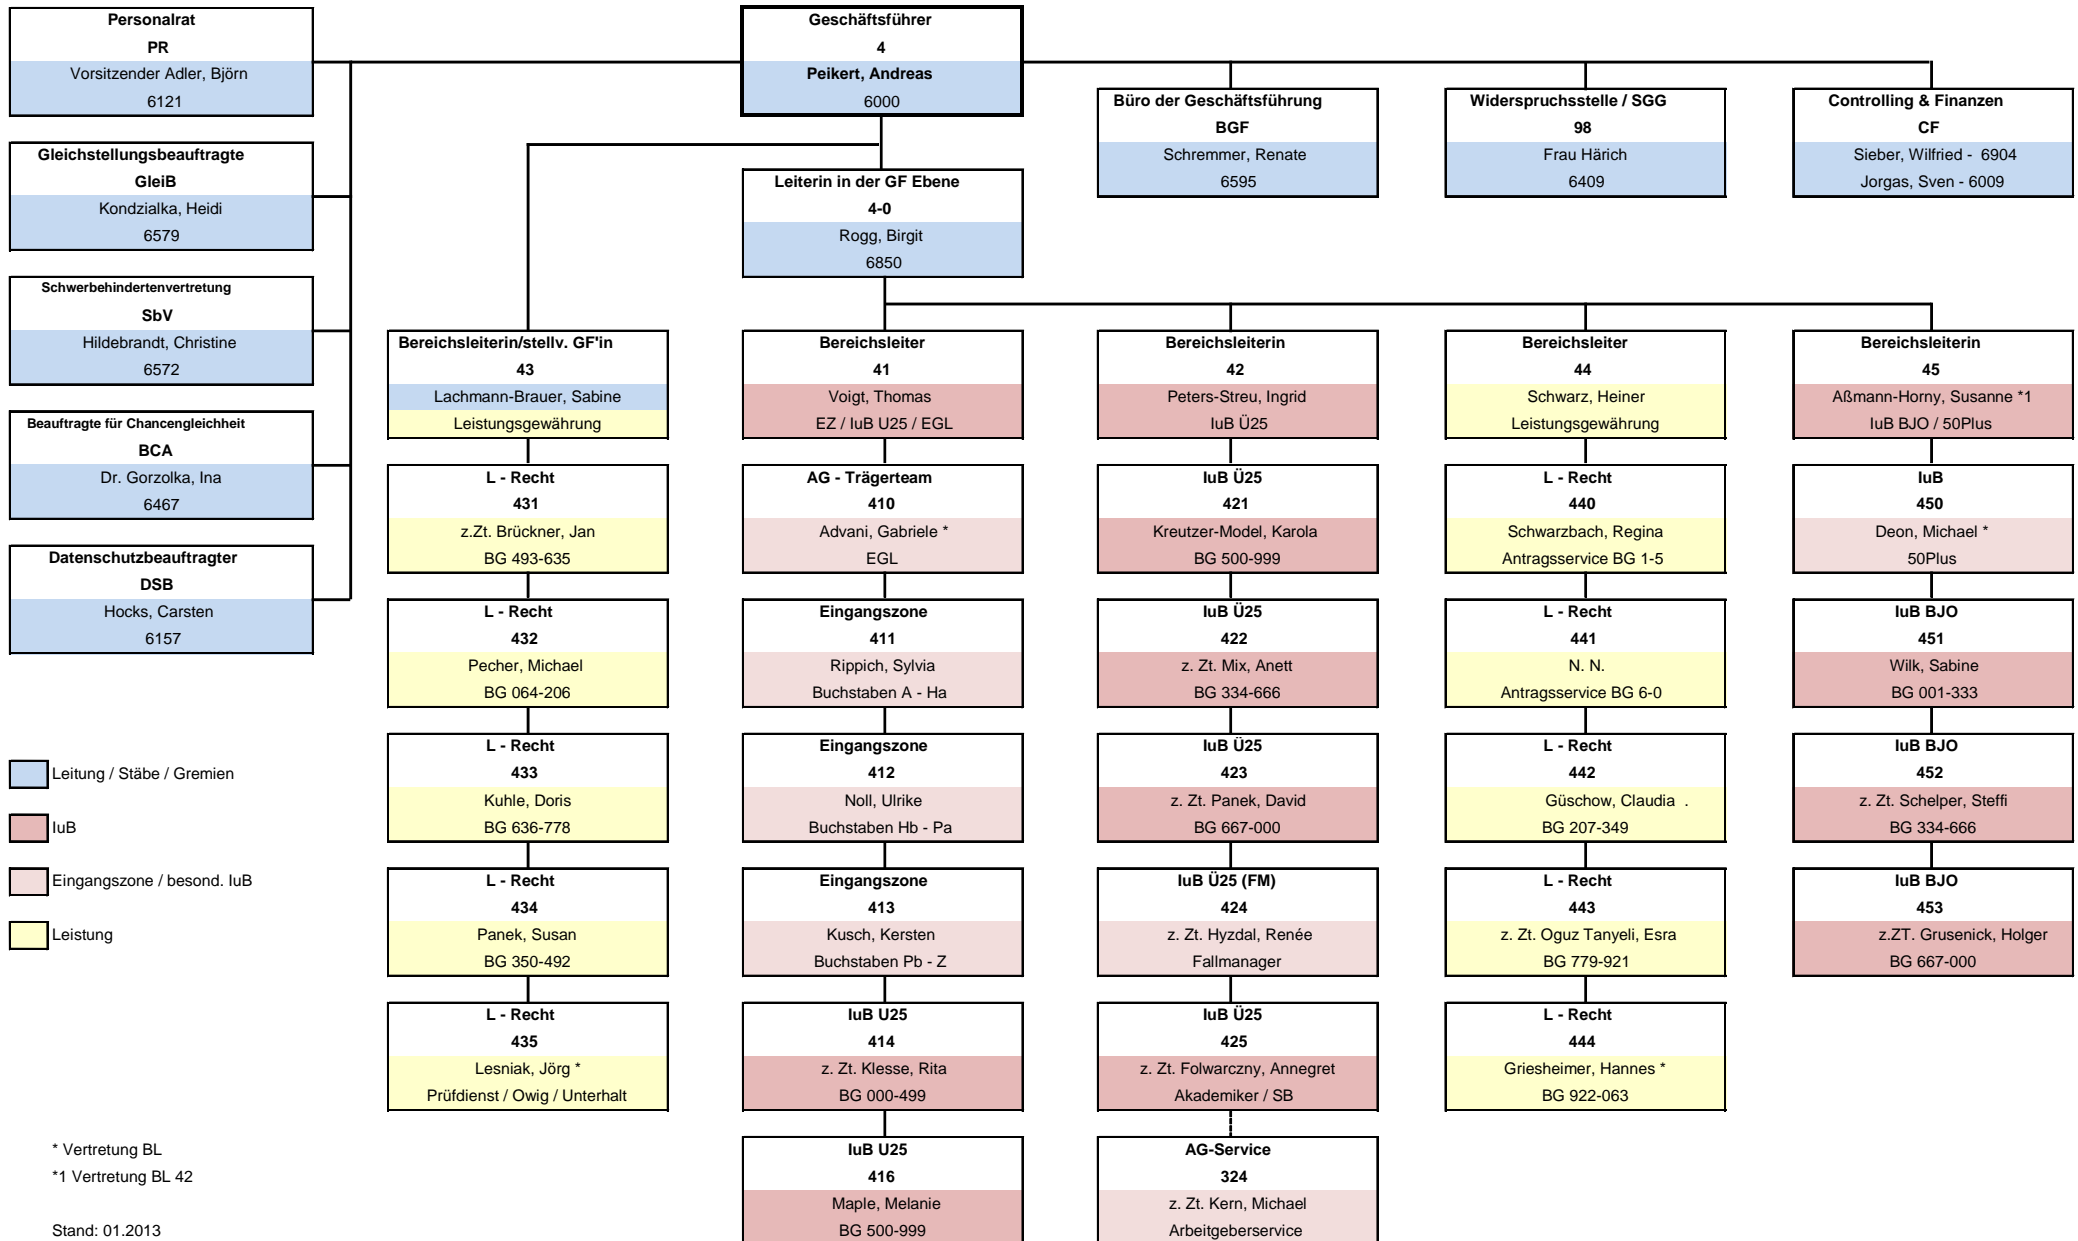 Personalrat
PR
Vorsitzender Adler, Björn
6121
Geschäftsführer
4
Peikert, Andreas
6000
Büro der Geschäftsführung
BGF
Schremmer, Renate
6595
Widerspruchsstelle / SGG
98
Frau Härich
6409
Controlling & Finanzen
CF
Sieber, Wilfried - 6904
Jorgas, Sven - 6009
Gleichstellungsbeauftragte
GleiB
Kondzialka, Heidi
6579
Leiterin in der GF Ebene
4-0
Rogg, Birgit
6850
Schwerbehindertenvertretung
SbV
Hildebrandt, Christine
6572
Beauftragte für Chancengleichheit
BCA
Dr. Gorzolka, Ina
6467
Datenschutzbeauftragter
DSB
Hocks, Carsten
6157
Bereichsleiterin/stellv. GF'in
43
Lachmann-Brauer, Sabine
Leistungsgewährung
L - Recht
431
z.Zt. Brückner, Jan
BG 493-635
L - Recht
432
Pecher, Michael
BG 064-206
L - Recht
433
Kuhle, Doris
BG 636-778
L - Recht
434
Panek, Susan
BG 350-492
L - Recht
435
Lesniak, Jörg *
Prüfdienst / Owig / Unterhalt
Bereichsleiter
41
Voigt, Thomas
EZ / IuB U25 / EGL
AG - Trägerteam
410
Advani, Gabriele *
EGL
Eingangszone
411
Rippich, Sylvia
Buchstaben A - Ha
Eingangszone
412
Noll, Ulrike
Buchstaben Hb - Pa
Eingangszone
413
Kusch, Kersten
Buchstaben Pb - Z
IuB U25
414
z. Zt. Klesse, Rita
BG 000-499
IuB U25
416
Maple, Melanie
BG 500-999
Bereichsleiterin
42
Peters-Streu, Ingrid
IuB Ü25
IuB Ü25
421
Kreutzer-Model, Karola
BG 500-999
IuB Ü25
422
z. Zt. Mix, Anett
BG 334-666
IuB Ü25
423
z. Zt. Panek, David
BG 667-000
IuB Ü25 (FM)
424
z. Zt. Hyzdal, Renée
Fallmanager
IuB Ü25
425
z. Zt. Folwarczny, Annegret
Akademiker / SB
AG-Service
324
z. Zt. Kern, Michael
Arbeitgeberservice
Bereichsleiter
44
Schwarz, Heiner
Leistungsgewährung
L - Recht
440
Schwarzbach, Regina
Antragsservice BG 1-5
L - Recht
441
N. N.
Antragsservice BG 6-0
L - Recht
442
Güschow, Claudia .
BG 207-349
L - Recht
443
z. Zt. Oguz Tanyeli, Esra
BG 779-921
L - Recht
444
Griesheimer, Hannes *
BG 922-063
Bereichsleiterin
45
Aßmann-Horny, Susanne *1
IuB BJO / 50Plus
IuB
450
Deon, Michael *
50Plus
IuB BJO
451
Wilk, Sabine
BG 001-333
IuB BJO
452
z. Zt. Schelper, Steffi
BG 334-666
IuB BJO
453
z.ZT. Grusenick, Holger
BG 667-000
Leitung / Stäbe / Gremien
IuB
Eingangszone / besond. IuB
Leistung
* Vertretung BL
*1 Vertretung BL 42
Stand: 01.2013